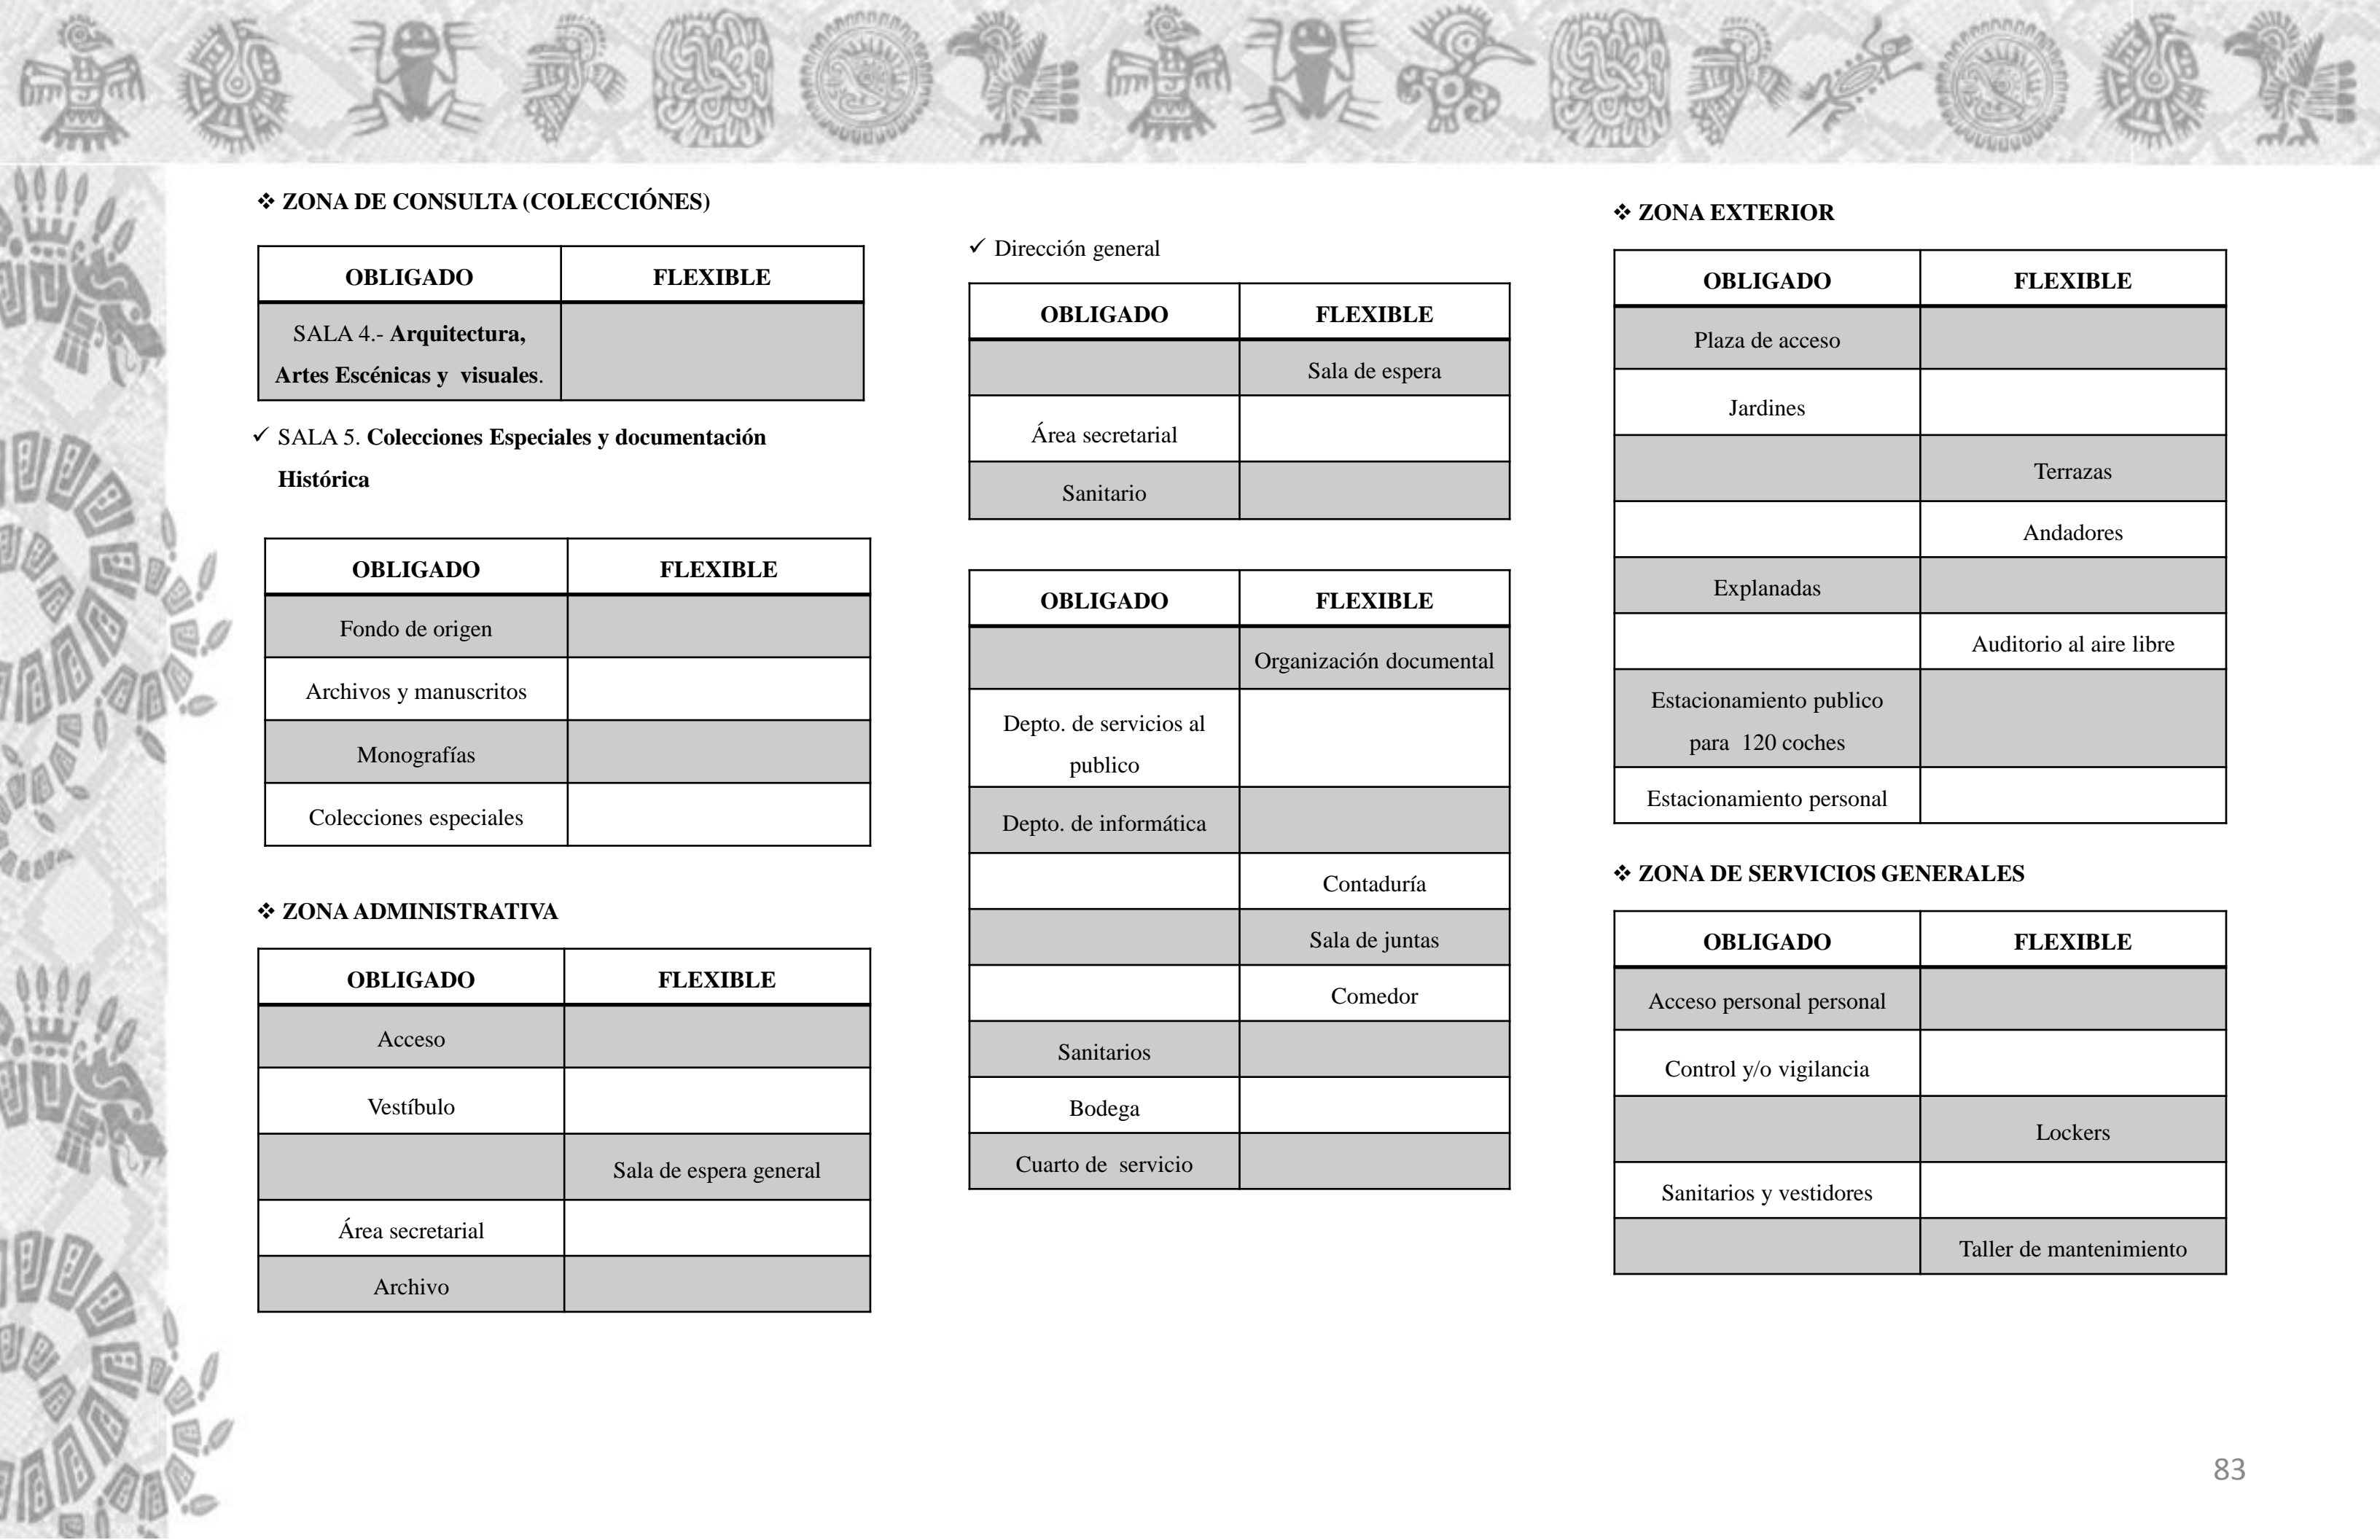 ❖ ZONA DE CONSULTA (COLECCIÓNES)
OBLIGADO FLEXIBLE
SALA 4.- Arquitectura,
Artes Escénicas y  visuales.
✓ SALA 5. Colecciones Especiales y documentación
Histórica
OBLIGADO FLEXIBLE
Fondo de origen
Archivos y manuscritos
Monografías
Colecciones especiales
❖ ZONA ADMINISTRATIVA
OBLIGADO FLEXIBLE
Acceso
Vestíbulo
Sala de espera general
Área secretarial
Archivo
✓ Dirección general
OBLIGADO FLEXIBLE
Sala de espera
Área secretarial
Sanitario
OBLIGADO FLEXIBLE
Organización documental
Depto. de servicios al
publico
Depto. de informática
Contaduría
Sala de juntas
Comedor
Sanitarios
Bodega
Cuarto de  servicio
❖ ZONA EXTERIOR
OBLIGADO FLEXIBLE
Plaza de acceso
Jardines
Terrazas
Andadores
Explanadas
Auditorio al aire libre
Estacionamiento publico
para  120 coches
Estacionamiento personal
❖ ZONA DE SERVICIOS GENERALES
OBLIGADO FLEXIBLE
Acceso personal personal
Control y/o vigilancia
Lockers
Sanitarios y vestidores
Taller de mantenimiento
83